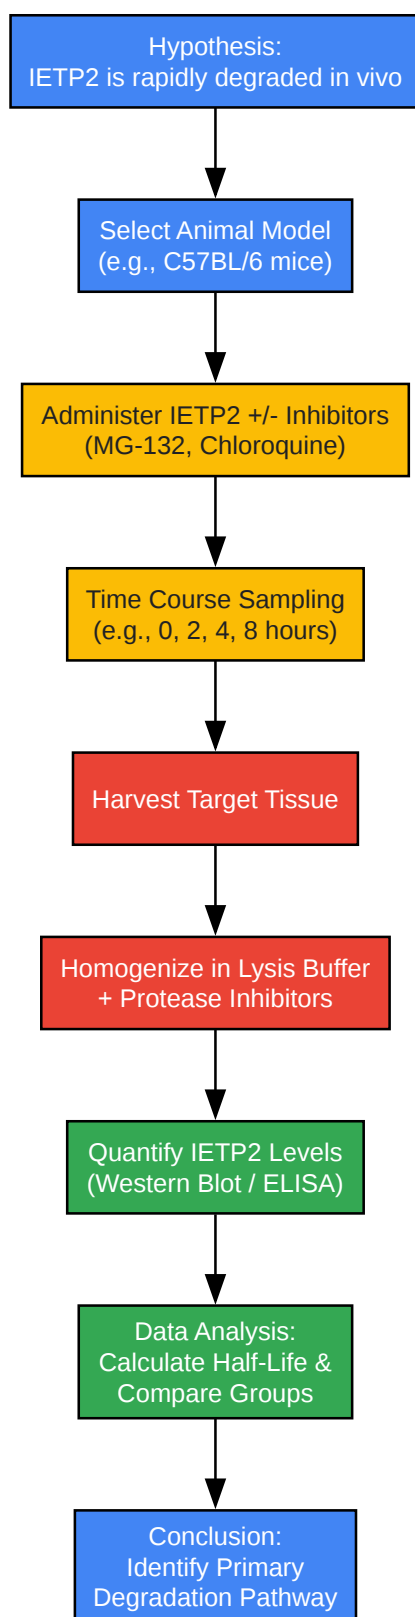 Hypothesis:
IETP2 is rapidly degraded in vivo
Select Animal Model
(e.g., C57BL/6 mice)
Administer IETP2 +/- Inhibitors
(MG-132, Chloroquine)
Time Course Sampling
(e.g., 0, 2, 4, 8 hours)
Harvest Target Tissue
Homogenize in Lysis Buffer
+ Protease Inhibitors
Quantify IETP2 Levels
(Western Blot / ELISA)
Data Analysis:
Calculate Half-Life &
Compare Groups
Conclusion:
Identify Primary
Degradation Pathway